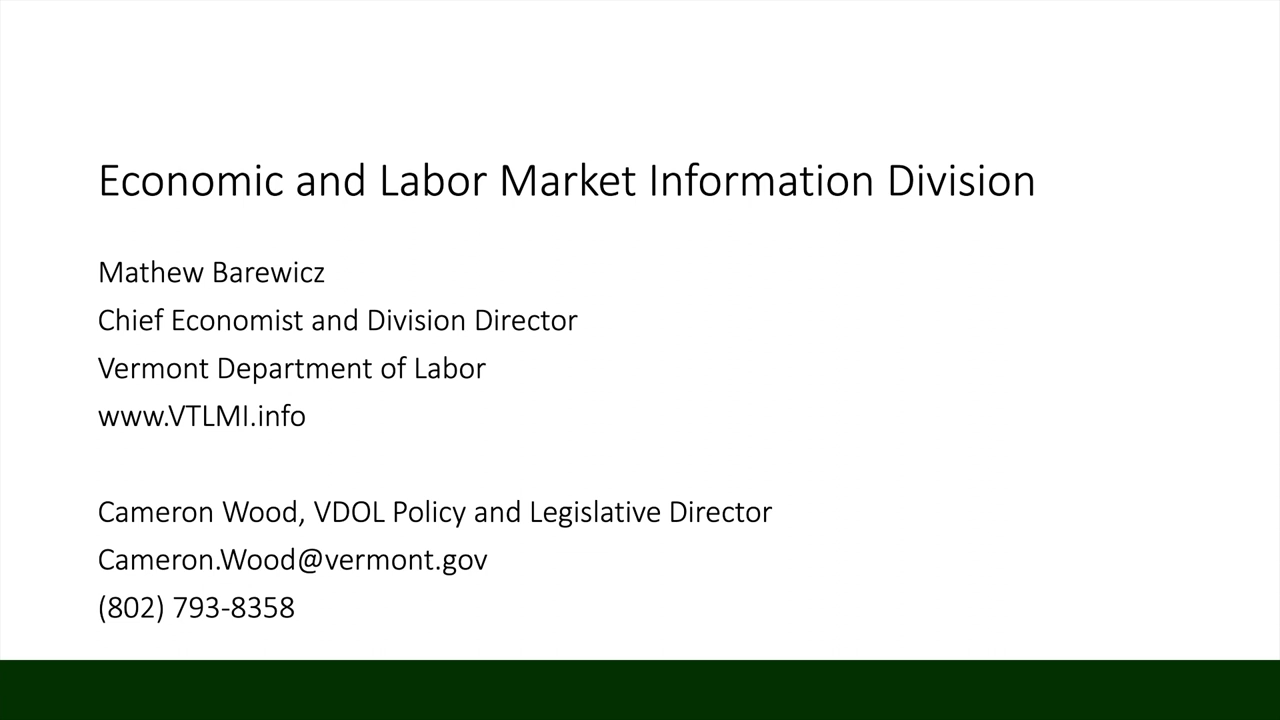 Economic and Labor Market Information Division
Mathew Barewicz
Chief Economist and Division Director
Vermont Department of Labor
www.VTLMI.info
Cameron Wood, VDOL Policy and Legislative Director
Cameron.Wood@vermont.gov
(802) 793-8358